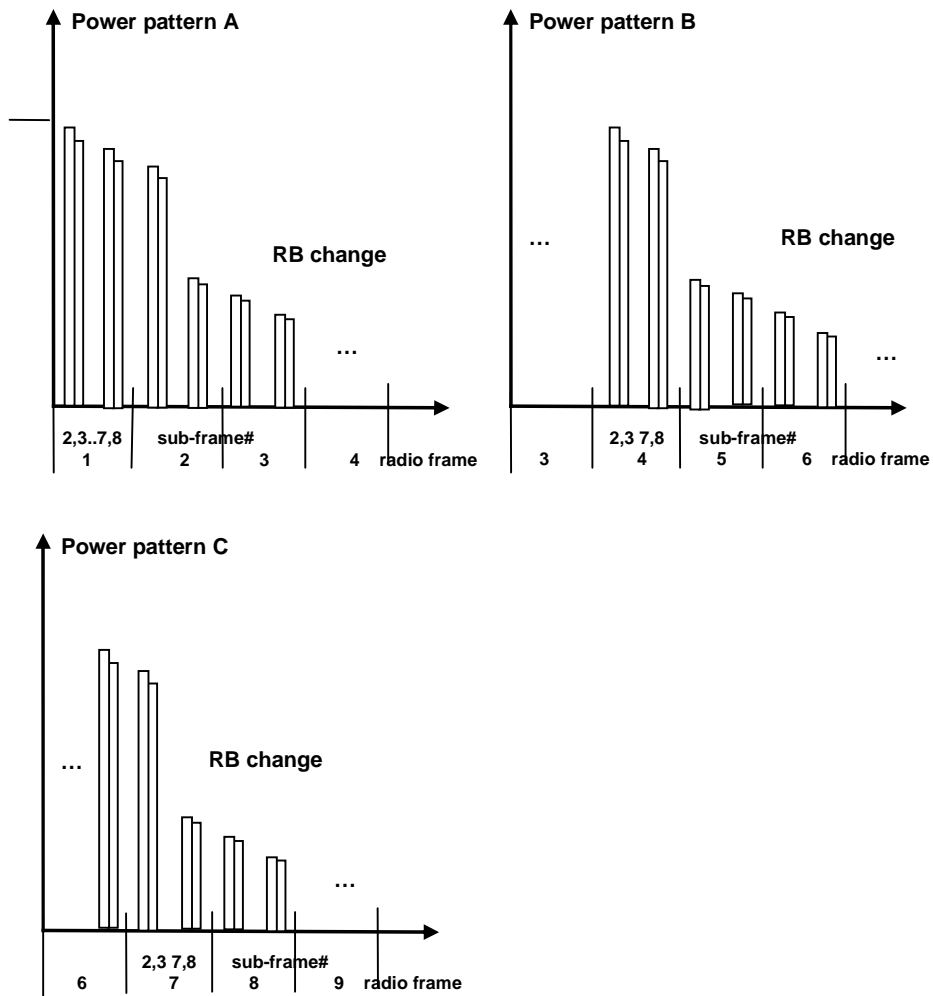 Power pattern A
RB change
...
2,3..7,8 sub-frame#
1 2 3 4 radio frame
Power pattern B
...
RB change
...
2,3 7,8 sub-frame#
3 4 5 6 radio frame
Power pattern C
...
RB change
...
2,3 7,8 sub-frame#
6 7 8 9 radio frame